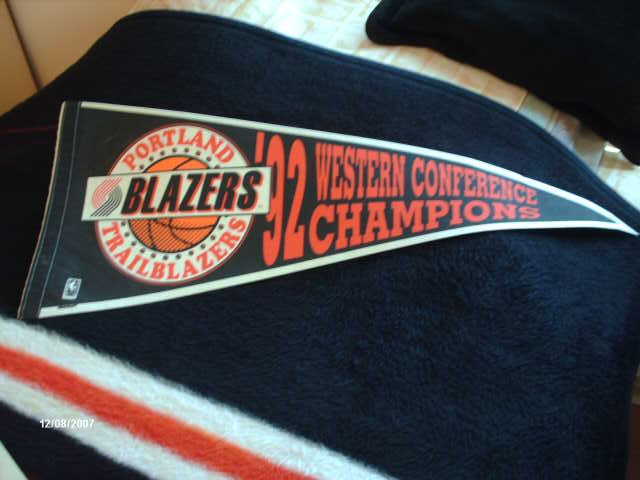 PORTLAND
BLAZERS
TRAILBLAZERS
'92 WESTERN CONFERENCE
CHAMPIONS
12/08/2007